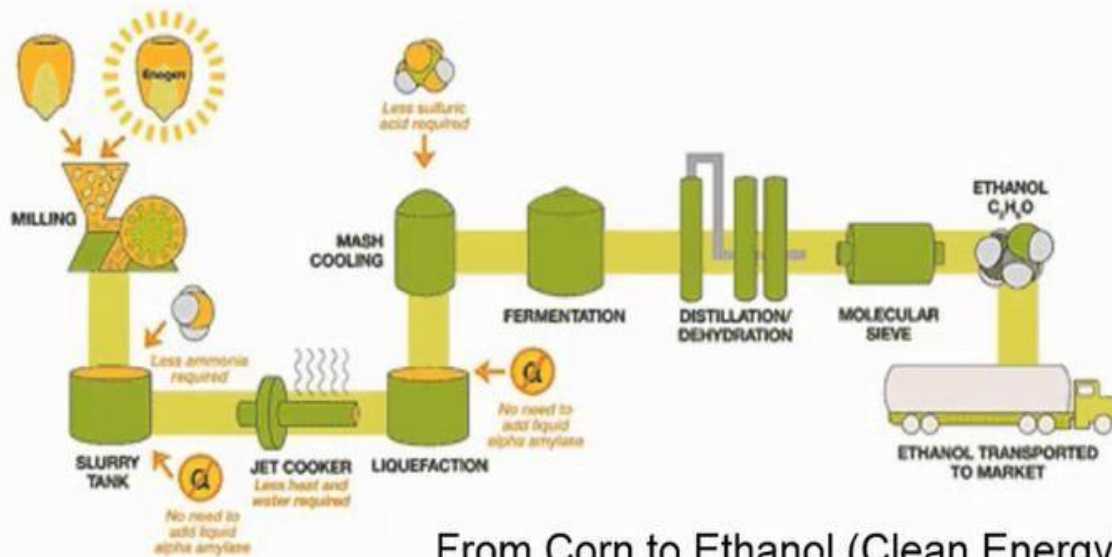 Enogen
Less sulfuric
acid required
MILLING
MASH
COOLING
ETHANOL
C₂H₆O
FERMENTATION
DISTILLATION/
DEHYDRATION
MOLECULAR
SIEVE
Less ammonia
required
α
No need to
add liquid
alpha amylase
SLURRY
TANK
JET COOKER
Less heat and
water required
LIQUEFACTION
ETHANOL TRANSPORTED
TO MARKET
α
No need to
add liquid
alpha amylase
From Corn to Ethanol (Clean Energy